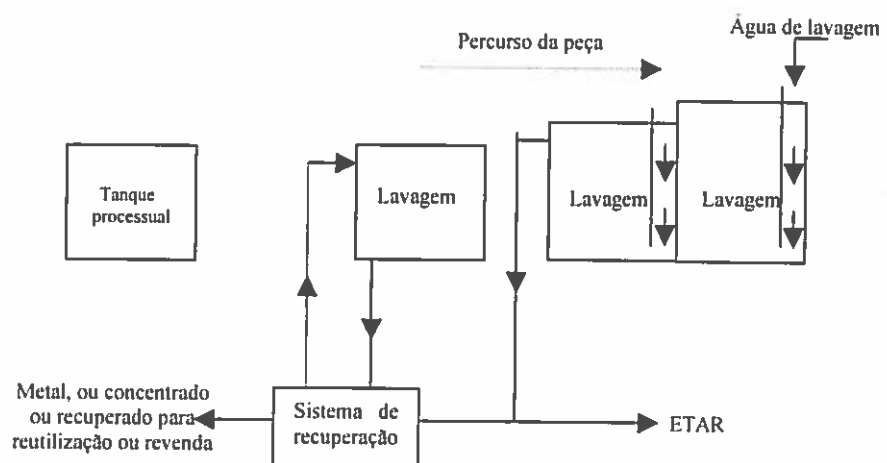 Água de lavagem
Percurso da peça
Tanque
processual
Lavagem
Lavagem
Lavagem
Metal, ou concentrado
ou recuperado para
reutilização ou revenda
Sistema de
recuperação
ETAR